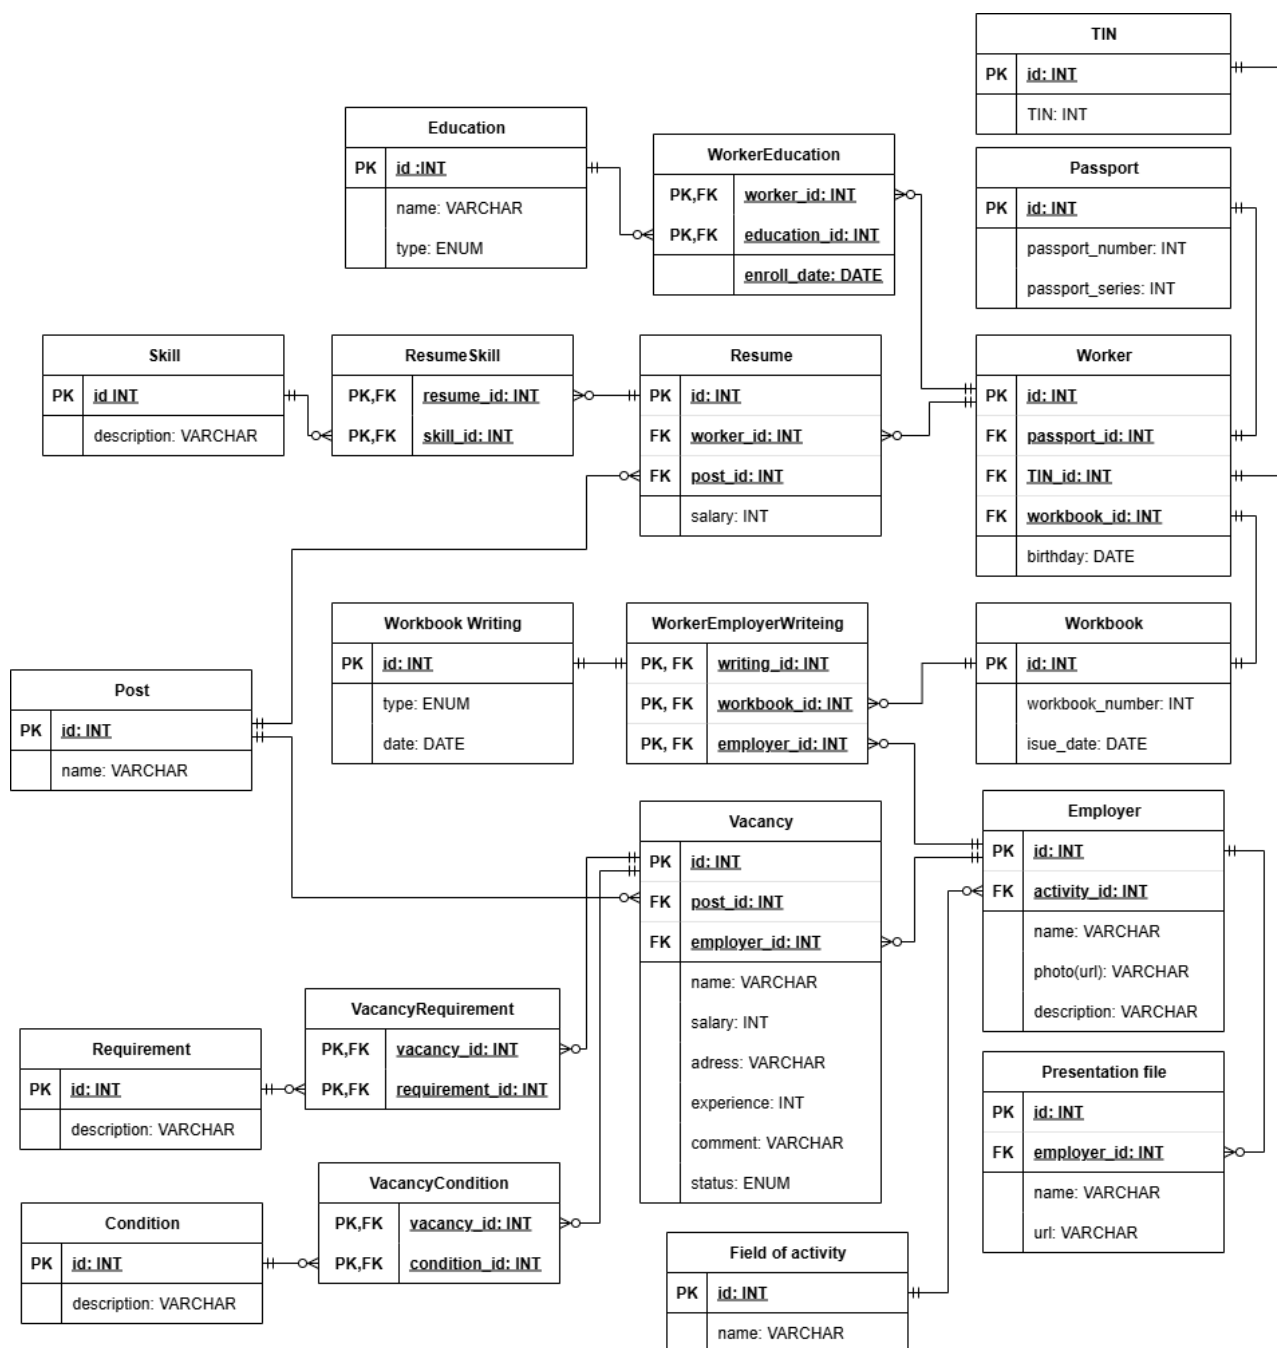 TIN
PK id: INT
TIN: INT
Education
PK id :INT
name: VARCHAR
type: ENUM
WorkerEducation
PK,FK worker_id: INT
PK,FK education_id: INT
enroll_date: DATE
Passport
PK id: INT
passport_number: INT
passport_series: INT
Skill
PK id INT
description: VARCHAR
ResumeSkill
PK,FK resume_id: INT
PK,FK skill_id: INT
Resume
PK id: INT
FK worker_id: INT
FK post_id: INT
salary: INT
Worker
PK id: INT
FK passport_id: INT
FK TIN_id: INT
FK workbook_id: INT
birthday: DATE
Workbook Writing
PK id: INT
type: ENUM
date: DATE
WorkerEmployerWriteing
PK, FK writing_id: INT
PK, FK workbook_id: INT
PK, FK employer_id: INT
Workbook
PK id: INT
workbook_number: INT
isue_date: DATE
Post
PK id: INT
name: VARCHAR
Vacancy
PK id: INT
FK post_id: INT
FK employer_id: INT
name: VARCHAR
salary: INT
adress: VARCHAR
experience: INT
comment: VARCHAR
status: ENUM
Employer
PK id: INT
FK activity_id: INT
name: VARCHAR
photo(url): VARCHAR
description: VARCHAR
VacancyRequirement
PK,FK vacancy_id: INT
PK,FK requirement_id: INT
Requirement
PK id: INT
description: VARCHAR
Presentation file
PK id: INT
FK employer_id: INT
name: VARCHAR
url: VARCHAR
VacancyCondition
PK,FK vacancy_id: INT
PK,FK condition_id: INT
Condition
PK id: INT
description: VARCHAR
Field of activity
PK id: INT
name: VARCHAR